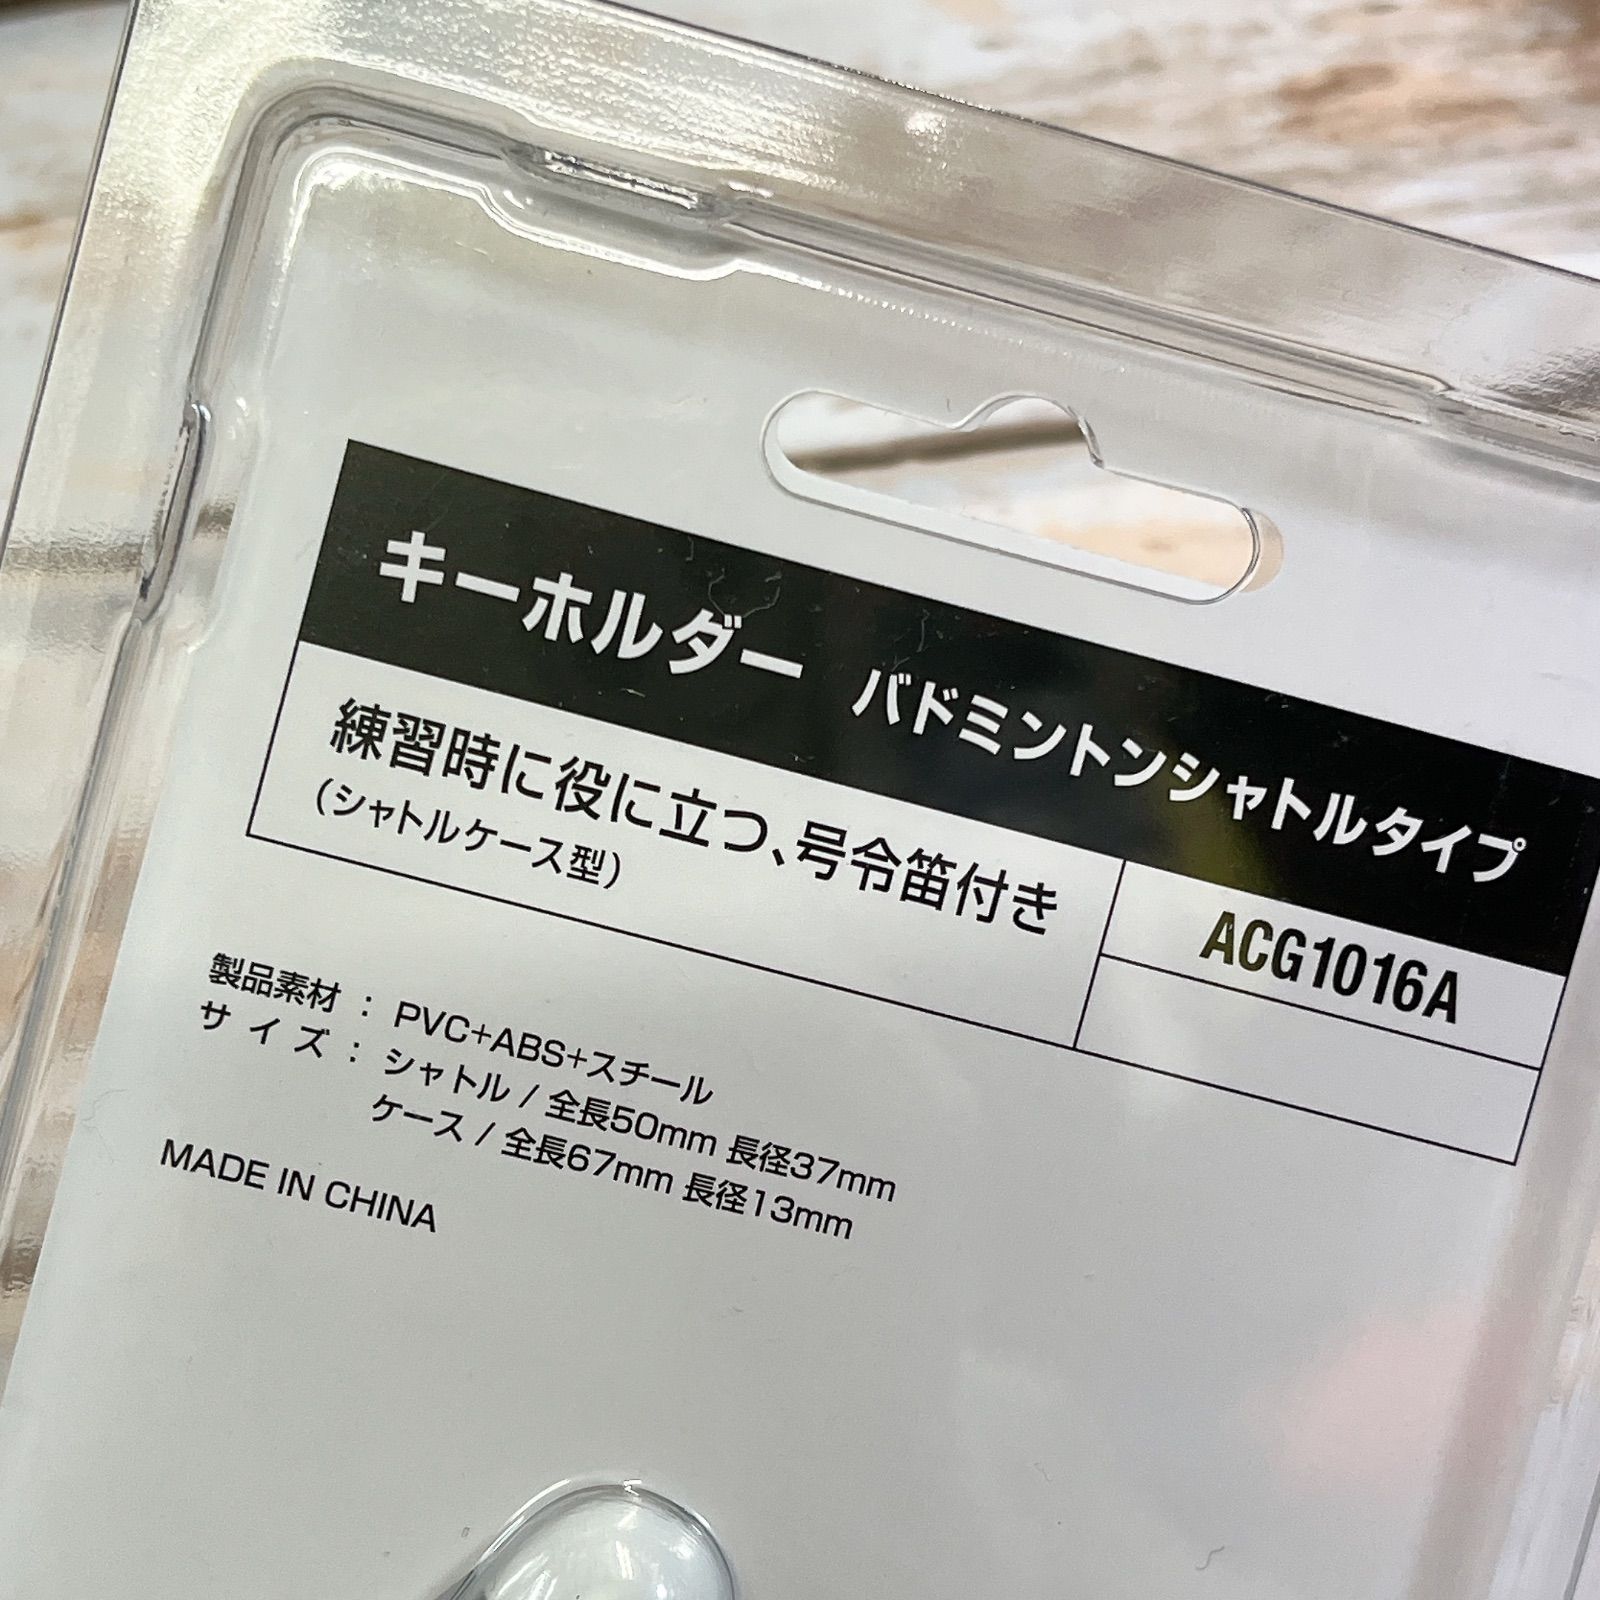 キーホルダー バドミントンシャトルタイプ
練習時に役に立つ、号令笛付き
(シャトルケース型)
ACG1016A
製品素材 : PVC+ABS+スチール
サイズ : シャトル / 全長50mm 長径37mm
ケース / 全長67mm 長径13mm
MADE IN CHINA